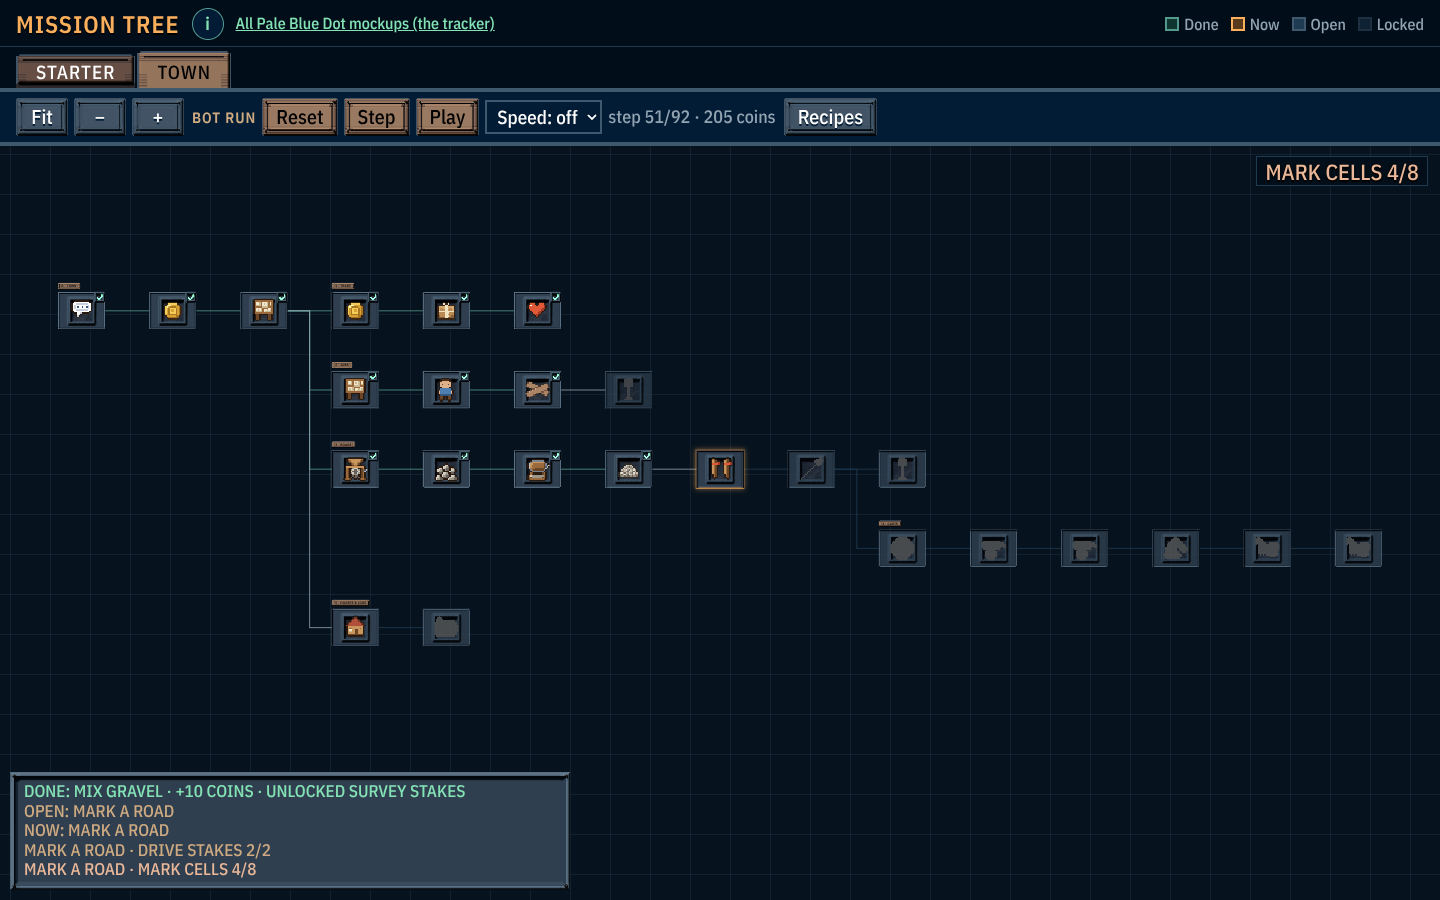 MISSION TREE
i
All Pale Blue Dot mockups (the tracker)
Done
Now
Open
Locked
STARTER
TOWN
Fit
−
+
BOT RUN
Reset
Step
Play
Speed: off
step 51/92 · 205 coins
Recipes
MARK CELLS 4/8
DONE: MIX GRAVEL · +10 COINS · UNLOCKED SURVEY STAKES
OPEN: MARK A ROAD
NOW: MARK A ROAD
MARK A ROAD · DRIVE STAKES 2/2
MARK A ROAD · MARK CELLS 4/8